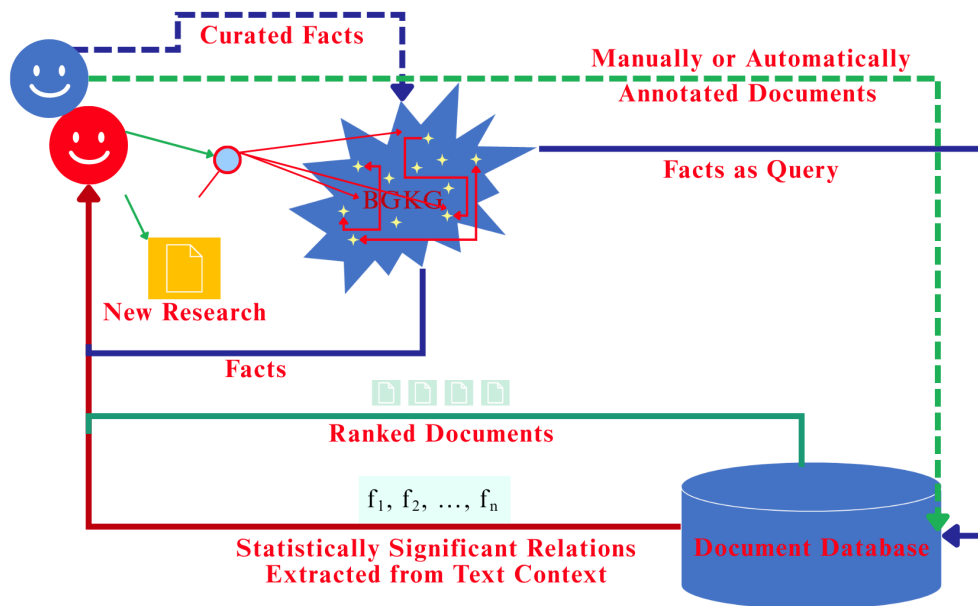 Curated Facts
Manually or Automatically
Annotated Documents
Facts as Query
BGKG
New Research
Facts
Ranked Documents
f₁, f₂, ..., fₙ
Statistically Significant Relations
Extracted from Text Context
Document Database